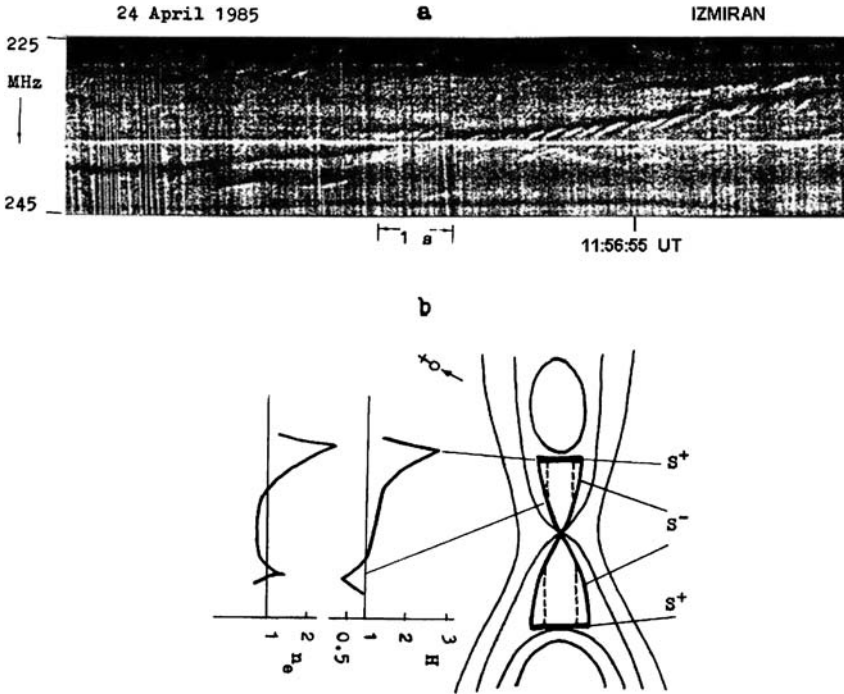 24 April 1985 a IZMIRAN
225
MHz
245
1 s
11:56:55 UT
b
S⁺
S⁻
S⁺
1 2 0.5 1 2 3
nₑ H